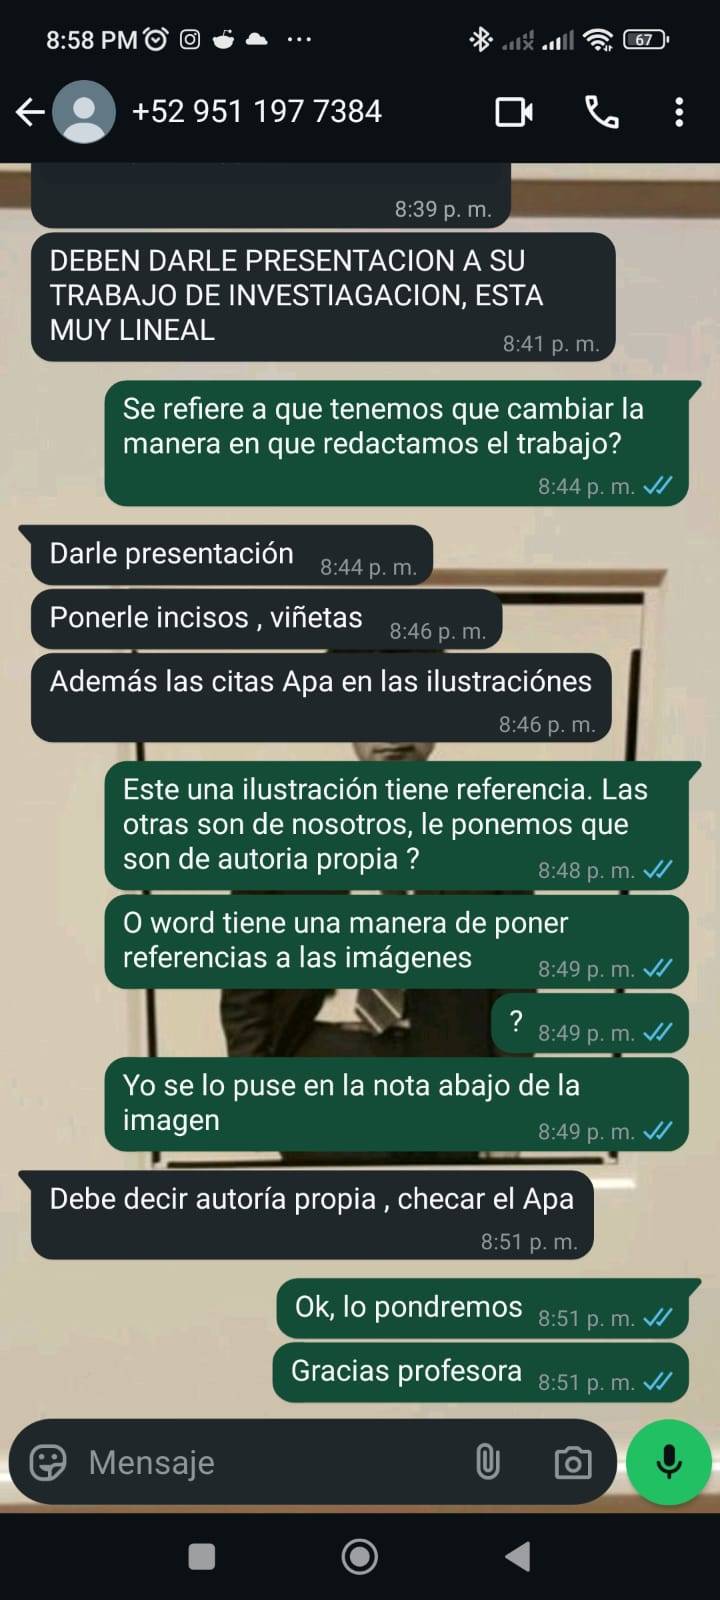 8:58 PM
67
+52 951 197 7384
8:39 p. m.
DEBEN DARLE PRESENTACION A SU
TRABAJO DE INVESTIAGACION, ESTA
MUY LINEAL
8:41 p. m.
Se refiere a que tenemos que cambiar la
manera en que redactamos el trabajo?
8:44 p. m.
Darle presentación 8:44 p. m.
Ponerle incisos , viñetas 8:46 p. m.
Además las citas Apa en las ilustraciónes
8:46 p. m.
Este una ilustración tiene referencia. Las
otras son de nosotros, le ponemos que
son de autoria propia ? 8:48 p. m.
O word tiene una manera de poner
referencias a las imágenes 8:49 p. m.
? 8:49 p. m.
Yo se lo puse en la nota abajo de la
imagen 8:49 p. m.
Debe decir autoría propia , checar el Apa
8:51 p. m.
Ok, lo pondremos 8:51 p. m.
Gracias profesora 8:51 p. m.
Mensaje